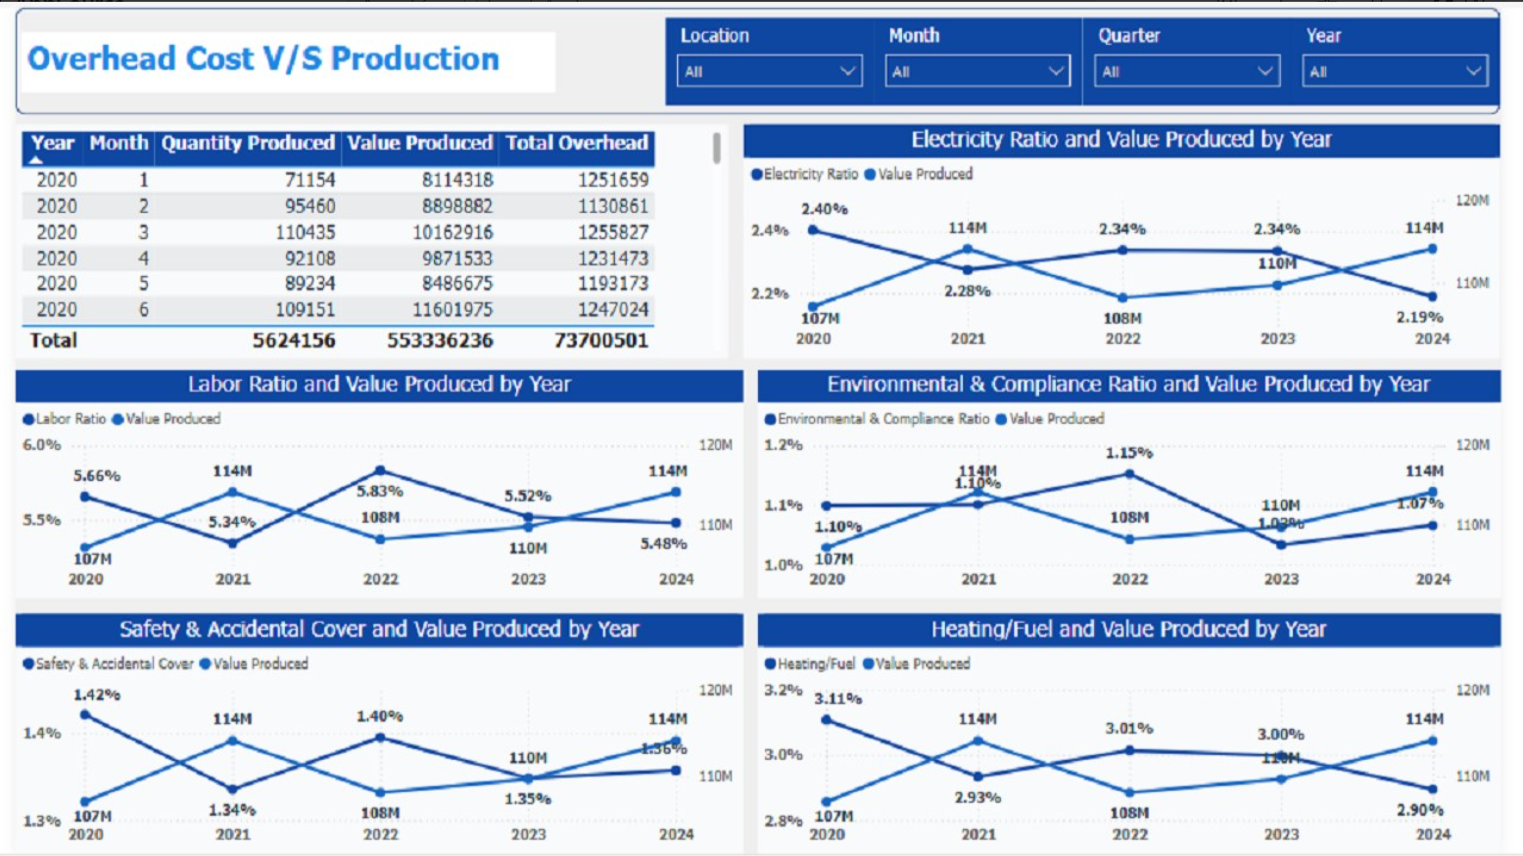 Overhead Cost V/S Production
Location Month Quarter Year
All All All All
Year Month Quantity Produced Value Produced Total Overhead
2020 1 71154 8114318 1251659
2020 2 95460 8898882 1130861
2020 3 110435 10162916 1255827
2020 4 92108 9871533 1231473
2020 5 89234 8486675 1193173
2020 6 109151 11601975 1247024
Total 5624156 553336236 73700501
Electricity Ratio and Value Produced by Year
Electricity Ratio Value Produced
2.40% 120M
2.4% 114M 2.34% 2.34% 114M
110M
2.2% 2.28% 110M
107M 108M 2.19%
2020 2021 2022 2023 2024
Labor Ratio and Value Produced by Year
Labor Ratio Value Produced
6.0% 120M
5.66% 114M 114M
5.83% 5.52%
5.5% 5.34% 108M 110M
107M 110M 5.48%
2020 2021 2022 2023 2024
Environmental & Compliance Ratio and Value Produced by Year
Environmental & Compliance Ratio Value Produced
1.2% 1.15% 120M
114M 114M
1.10%
1.1% 110M 1.07%
1.10% 108M 110M
1.0% 107M
2020 2021 2022 2023 2024
Safety & Accidental Cover and Value Produced by Year
Safety & Accidental Cover Value Produced
1.42% 120M
114M 1.40% 114M
1.4% 1.36%
110M 110M
1.34% 1.35%
1.3% 107M 108M
2020 2021 2022 2023 2024
Heating/Fuel and Value Produced by Year
Heating/Fuel Value Produced
3.2% 3.11% 120M
114M 3.01% 3.00% 114M
3.0% 110M
110M
2.93%
2.8% 107M 108M 2.90%
2020 2021 2022 2023 2024